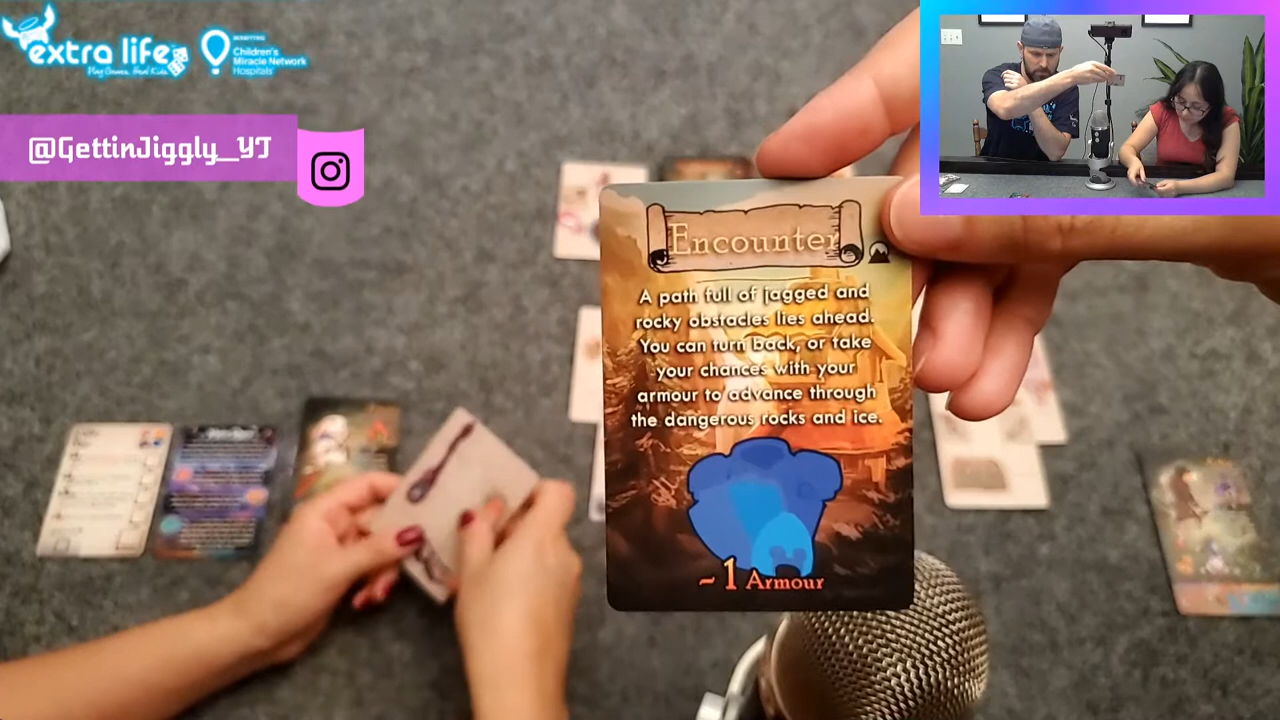 extra life
Play Games. Heal Kids.
BENEFITING
Children's
Miracle Network
Hospitals
@GettinJiggly_YT
Encounter
A path full of jagged and
rocky obstacles lies ahead.
You can turn back, or take
your chances with your
armour to advance through
the dangerous rocks and ice.
~1 Armour